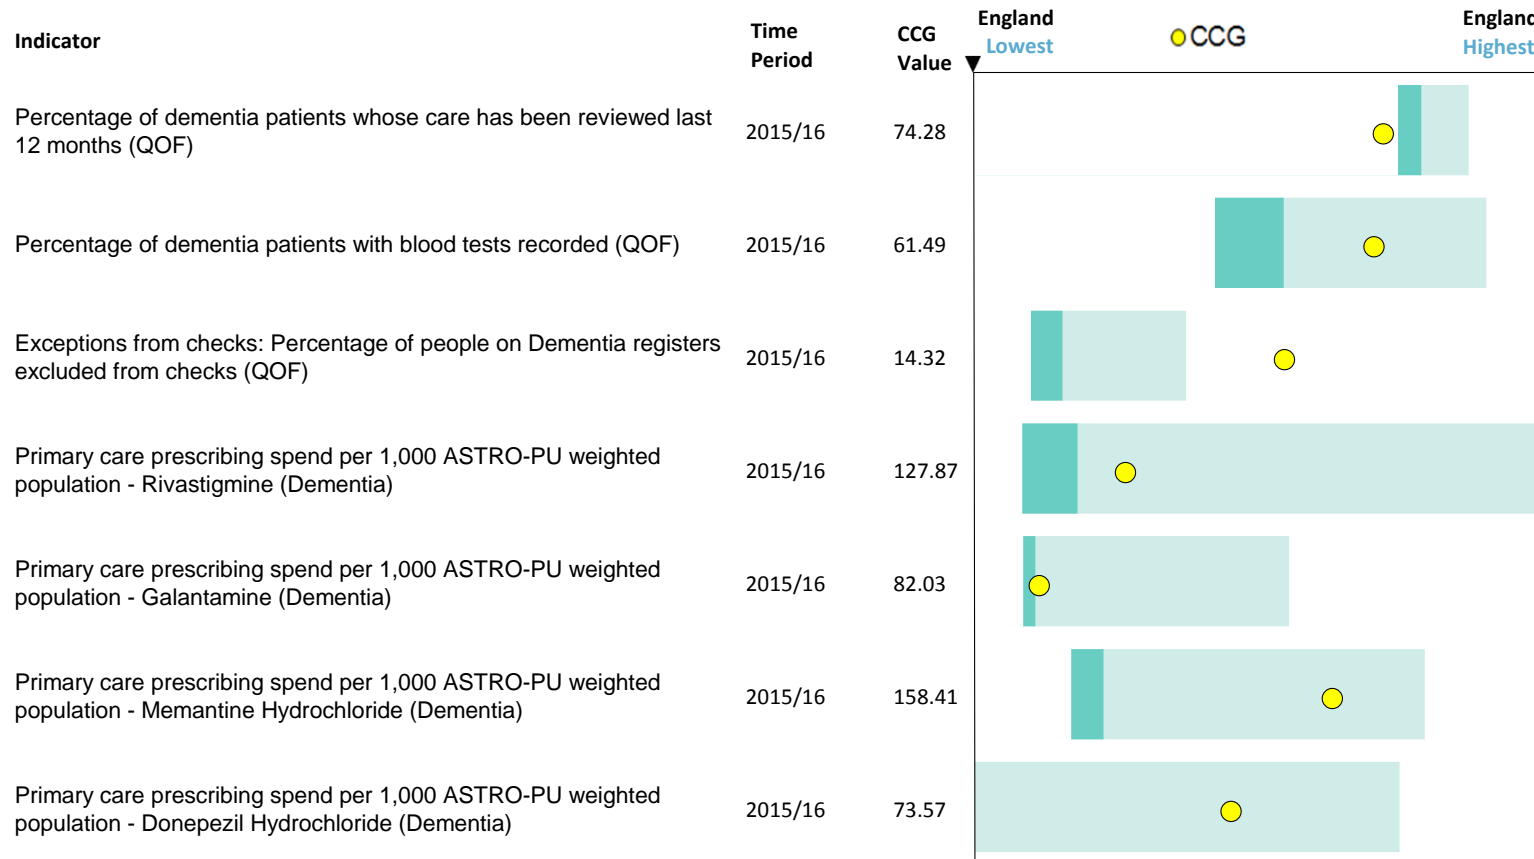 Indicator
Time
Period
CCG
Value
England
Lowest
CCG
England
Highest
Percentage of dementia patients whose care has been reviewed last
12 months (QOF)
2015/16
74.28
Percentage of dementia patients with blood tests recorded (QOF)
2015/16
61.49
Exceptions from checks: Percentage of people on Dementia registers
excluded from checks (QOF)
2015/16
14.32
Primary care prescribing spend per 1,000 ASTRO-PU weighted
population - Rivastigmine (Dementia)
2015/16
127.87
Primary care prescribing spend per 1,000 ASTRO-PU weighted
population - Galantamine (Dementia)
2015/16
82.03
Primary care prescribing spend per 1,000 ASTRO-PU weighted
population - Memantine Hydrochloride (Dementia)
2015/16
158.41
Primary care prescribing spend per 1,000 ASTRO-PU weighted
population - Donepezil Hydrochloride (Dementia)
2015/16
73.57